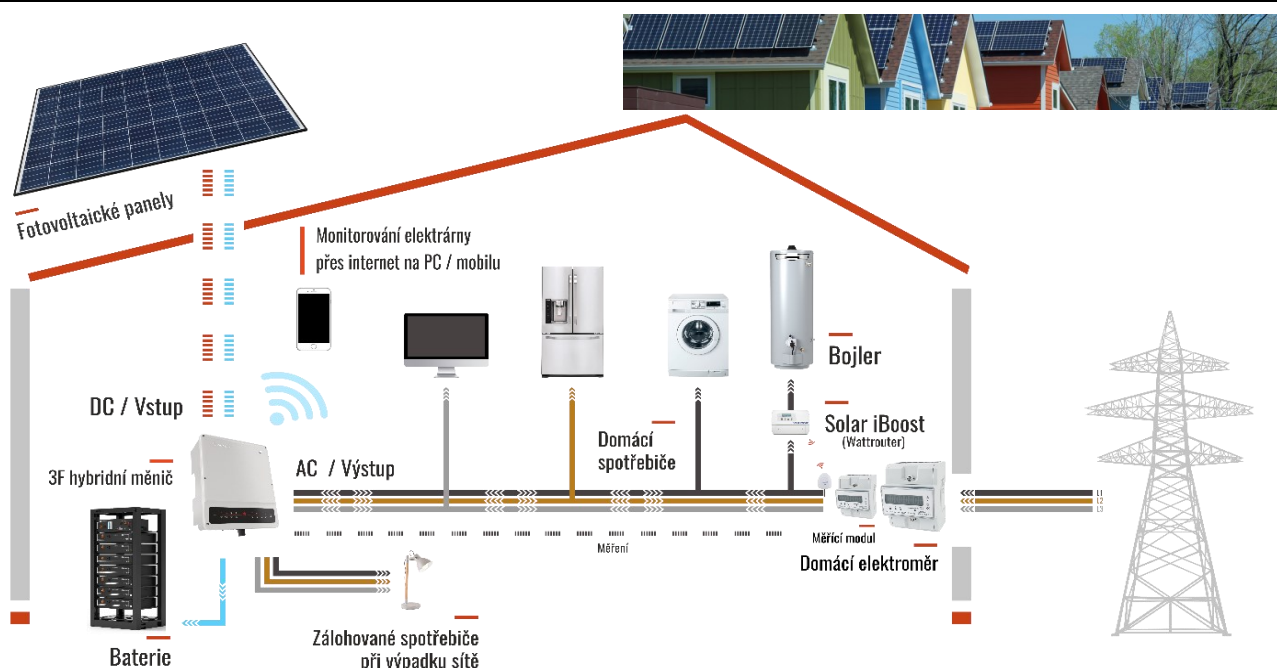 Fotovoltaické panely
Monitorování elektrárny
přes internet na PC / mobilu
Bojler
DC / Vstup
Solar iBoost
(Wattrouter)
Domácí
spotřebiče
3F hybridní měnič
AC / Výstup
L1
L2
L3
Měřící modul
Měření
Domácí elektroměr
Zálohované spotřebiče
při výpadku sítě
Baterie